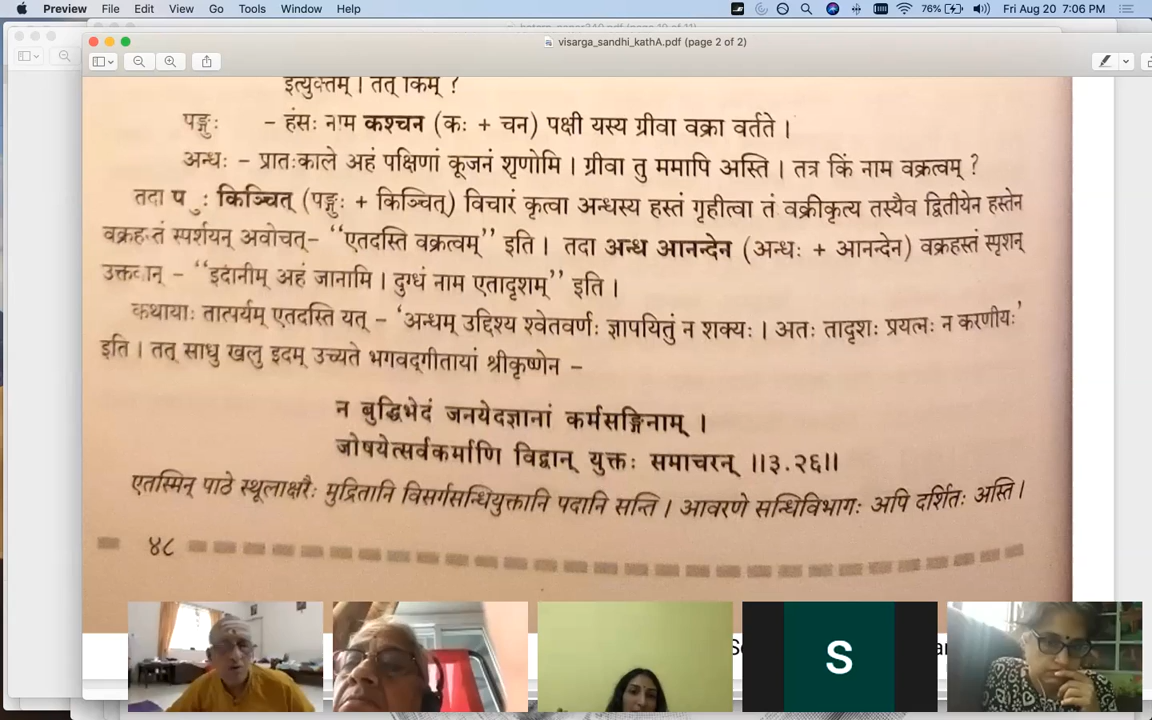 Preview File Edit View Go Tools Window Help 76% Fri Aug 20 7:06 PM
visarga_sandhi_kathA.pdf (page 2 of 2)
इत्युक्तम् । तत् किम् ?
पङ्गुः - हंसः नाम कश्चन (कः + चन) पक्षी यस्य ग्रीवा वक्रा वर्तते ।
अन्धः - प्रातःकाले अहं पक्षिणां कूजनं शृणोमि । ग्रीवा तु ममापि अस्ति । तत्र किं नाम वक्रत्वम् ?
तदा किञ्चित् (पङ्गुः + किञ्चित्) विचारं कृत्वा अन्धस्य हस्तं गृहीत्वा तं वक्रीकृत्य तस्यैव द्वितीयेन हस्तेन
वक्रहस्तं स्पर्शयन् अवोचत्– “एतदस्ति वक्रत्वम्” इति । तदा अन्ध आनन्देन (अन्धः + आनन्देन) वक्रहस्तं स्पृशन्
उक्तवान् – “इदानीम् अहं जानामि । दुग्धं नाम एतादृशम्” इति ।
कथायाः तात्पर्यम् एतदस्ति यत् – ‘अन्धम् उद्दिश्य श्वेतवर्णः ज्ञापयितुं न शक्यः । अतः तादृशः प्रयत्नः न करणीयः’
इति । तत् साधु खलु इदम् उच्यते भगवद्‌गीतायां श्रीकृष्णेन –
न बुद्धिभेदं जनयेदज्ञानां कर्मसङ्गिनाम् ।
जोषयेत्सर्वकर्माणि विद्वान् युक्तः समाचरन् ।।३.२६।।
एतस्मिन् पाठे स्थूलाक्षरैः मुद्रितानि विसर्गसन्धियुक्तानि पदानि सन्ति । आवरणे सन्धिविभागः अपि दर्शितः अस्ति ।
४८
S